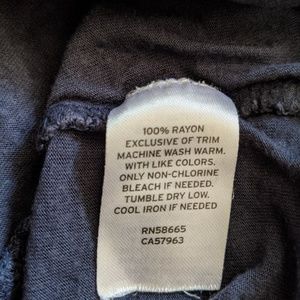 100% RAYON
EXCLUSIVE OF TRIM
MACHINE WASH WARM.
WITH LIKE COLORS.
ONLY NON-CHLORINE
BLEACH IF NEEDED.
TUMBLE DRY LOW.
COOL IRON IF NEEDED
RN58665
CA57963